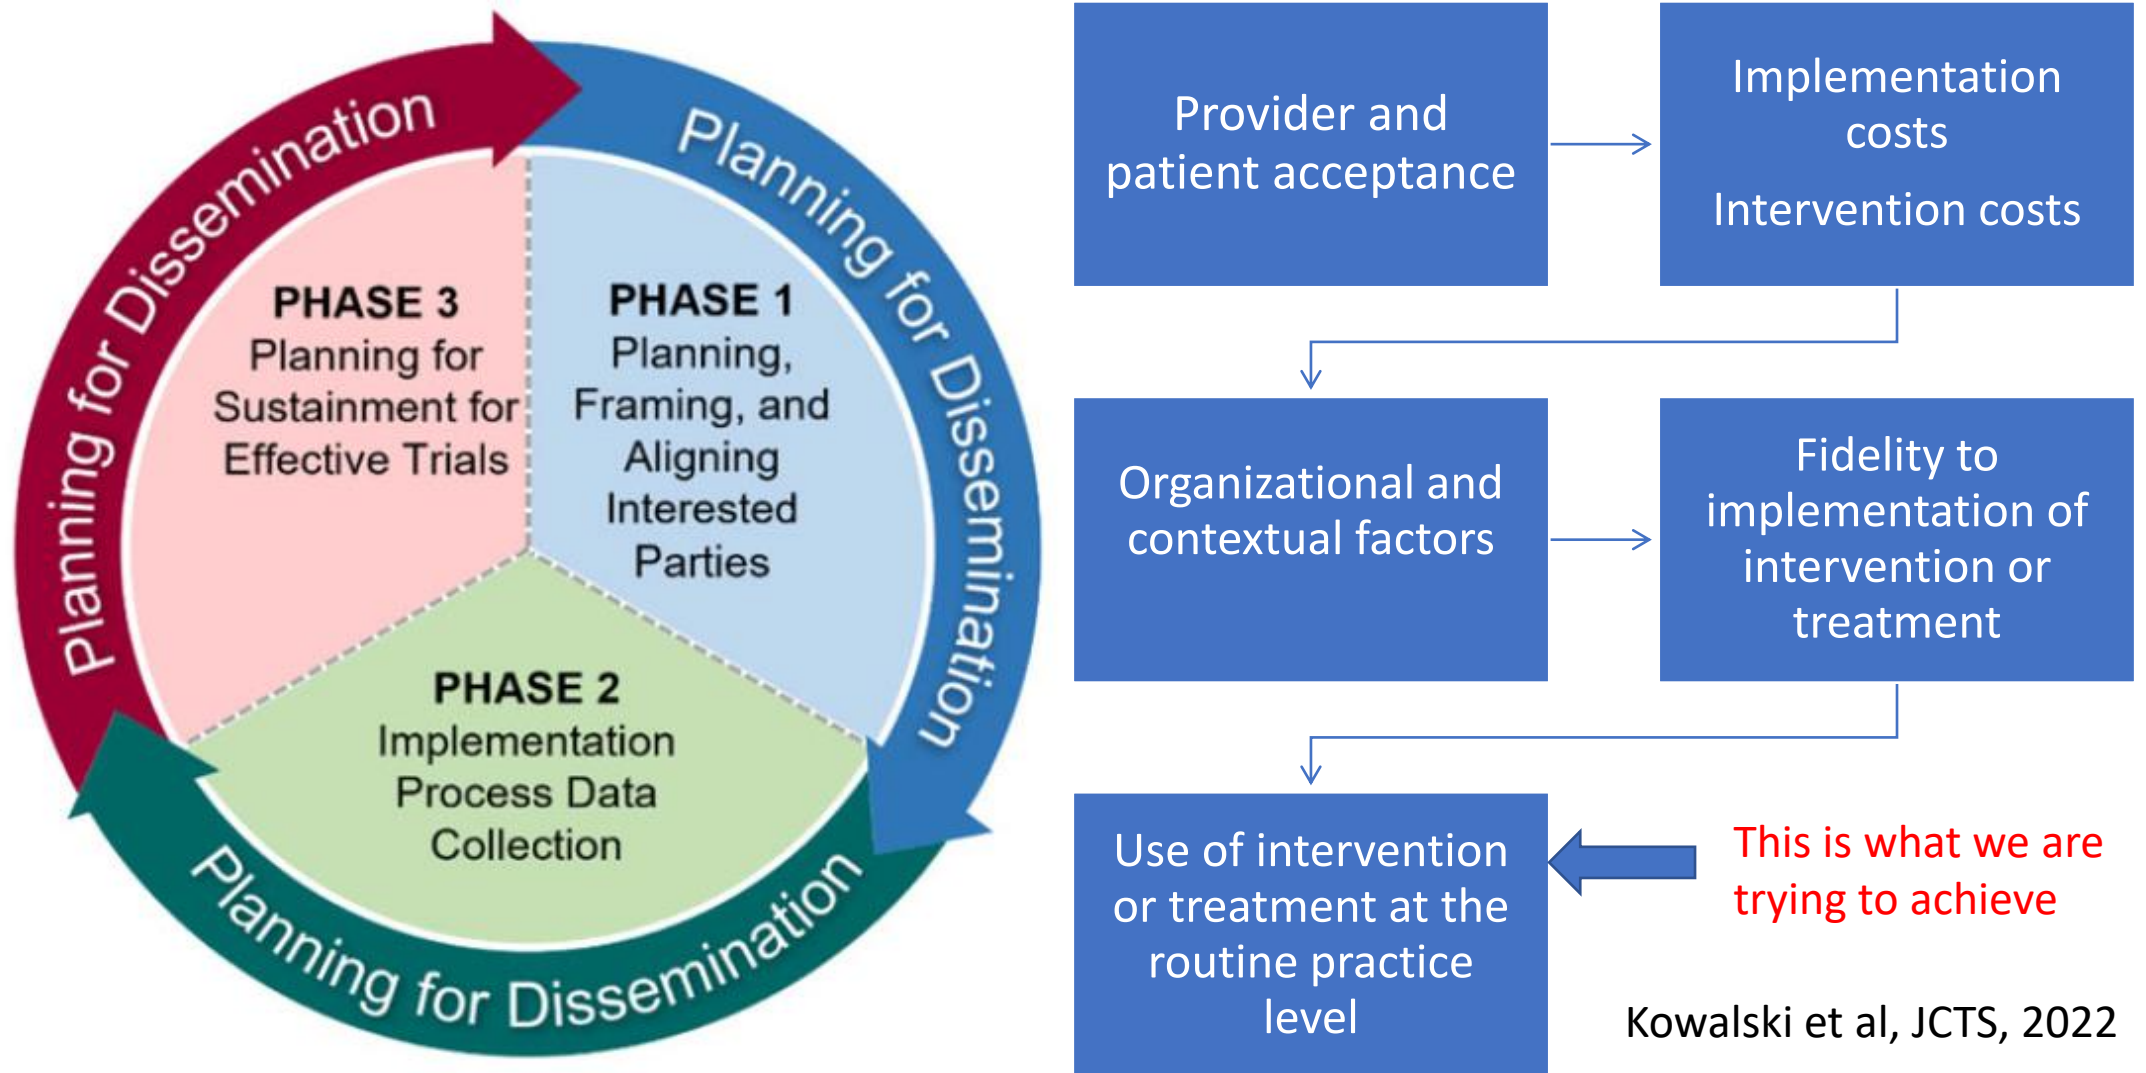 Planning for Dissemination
Planning for Dissemination
Planning for Dissemination
PHASE 1
Planning,
Framing, and
Aligning
Interested
Parties
PHASE 2
Implementation
Process Data
Collection
PHASE 3
Planning for
Sustainment for
Effective Trials
Provider and
patient acceptance
Implementation
costs
Intervention costs
Organizational and
contextual factors
Fidelity to
implementation of
intervention or
treatment
Use of intervention
or treatment at the
routine practice
level
This is what we are
trying to achieve
Kowalski et al, JCTS, 2022